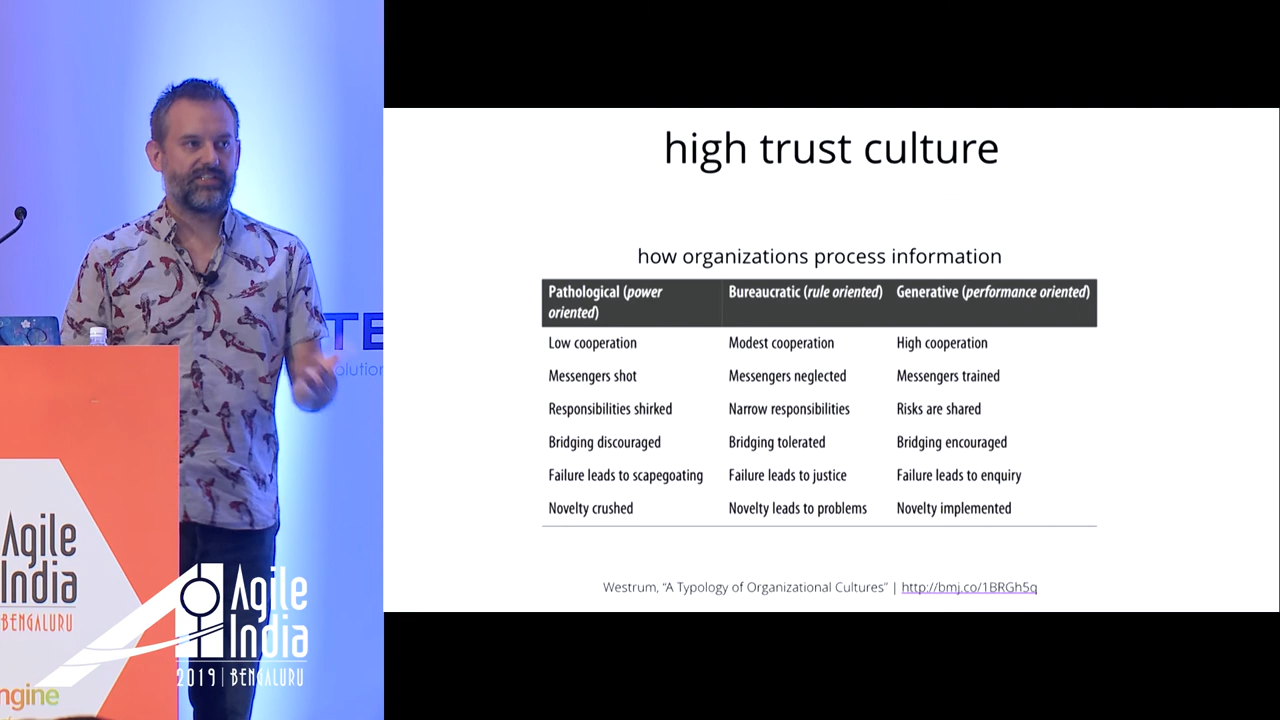 high trust culture
how organizations process information
Pathological (power oriented)
Bureaucratic (rule oriented)
Generative (performance oriented)
Low cooperation
Modest cooperation
High cooperation
Messengers shot
Messengers neglected
Messengers trained
Responsibilities shirked
Narrow responsibilities
Risks are shared
Bridging discouraged
Bridging tolerated
Bridging encouraged
Failure leads to scapegoating
Failure leads to justice
Failure leads to enquiry
Novelty crushed
Novelty leads to problems
Novelty implemented
Westrum, “A Typology of Organizational Cultures” | http://bmj.co/1BRGh5q
TE
olution
Agile
India
BENGALURU
ngine
Agile
India
2019 | BENGALURU